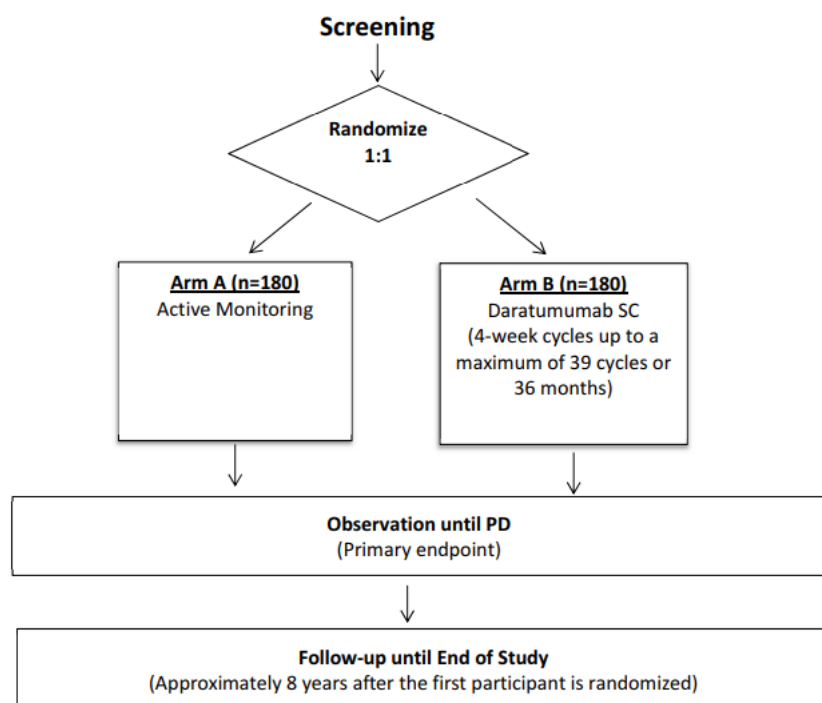 Screening
Randomize
1:1
Arm A (n=180)
Active Monitoring
Arm B (n=180)
Daratumumab SC
(4-week cycles up to a
maximum of 39 cycles or
36 months)
Observation until PD
(Primary endpoint)
Follow-up until End of Study
(Approximately 8 years after the first participant is randomized)